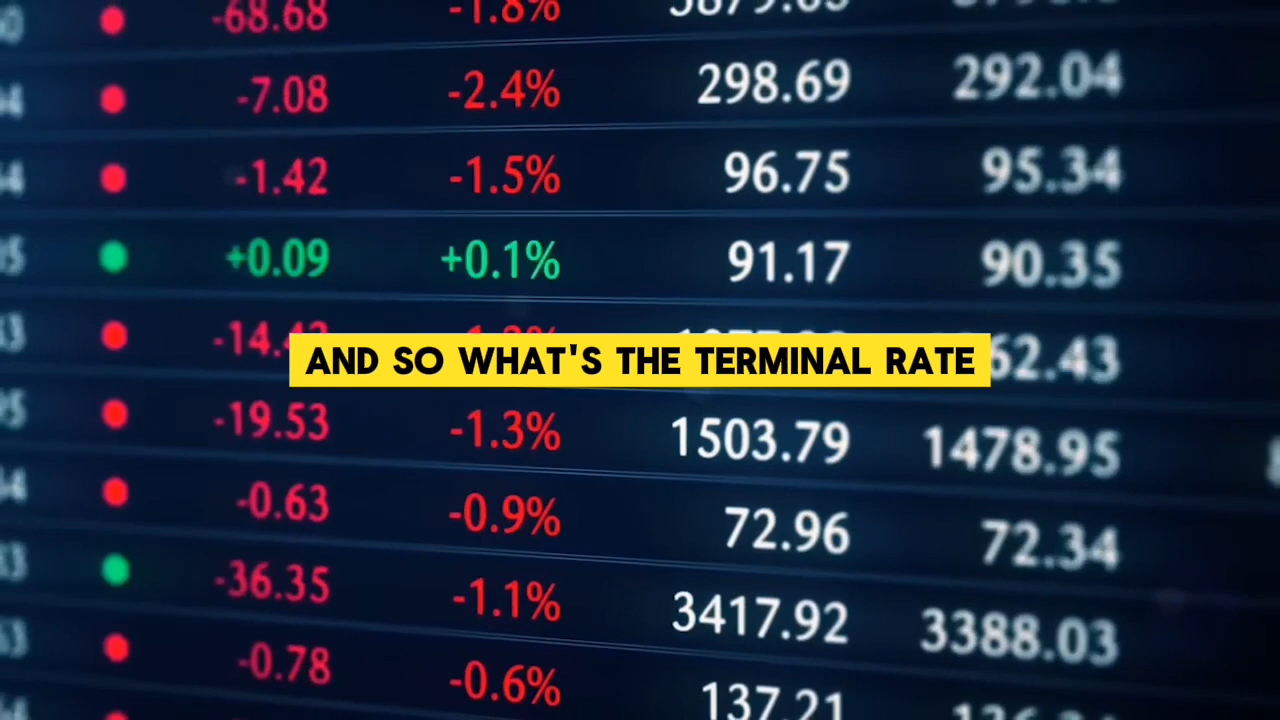 -68.68 -1.8%
-7.08 -2.4% 298.69 292.04
-1.42 -1.5% 96.75 95.34
+0.09 +0.1% 91.17 90.35
AND SO WHAT'S THE TERMINAL RATE
-19.53 -1.3% 1503.79 1478.95
-0.63 -0.9% 72.96 72.34
-36.35 -1.1% 3417.92 3388.03
-0.78 -0.6% 137.21